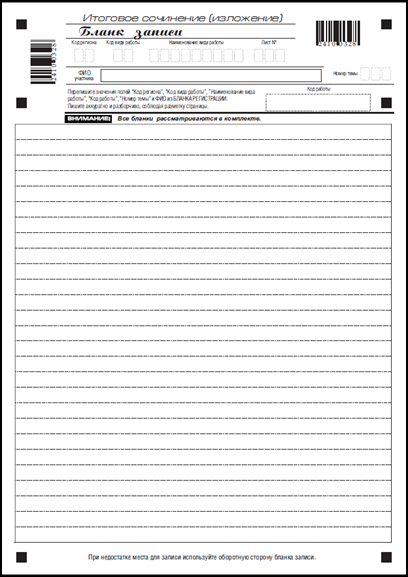 Итоговое сочинение (изложение)
Бланк записи
Код региона Код вида работы Наименование вида работы Лист №
24100328
24100328
ФИО участника
Номер темы
Перепишите значения полей "Код региона", "Код вида работы", "Наименование вида
работы", "Код работы", "Номер темы" и ФИО из БЛАНКА РЕГИСТРАЦИИ.
Пишите аккуратно и разборчиво, соблюдая разметку страницы.
Код работы
ВНИМАНИЕ! Все бланки рассматриваются в комплекте.
При недостатке места для записи используйте оборотную сторону бланка записи.